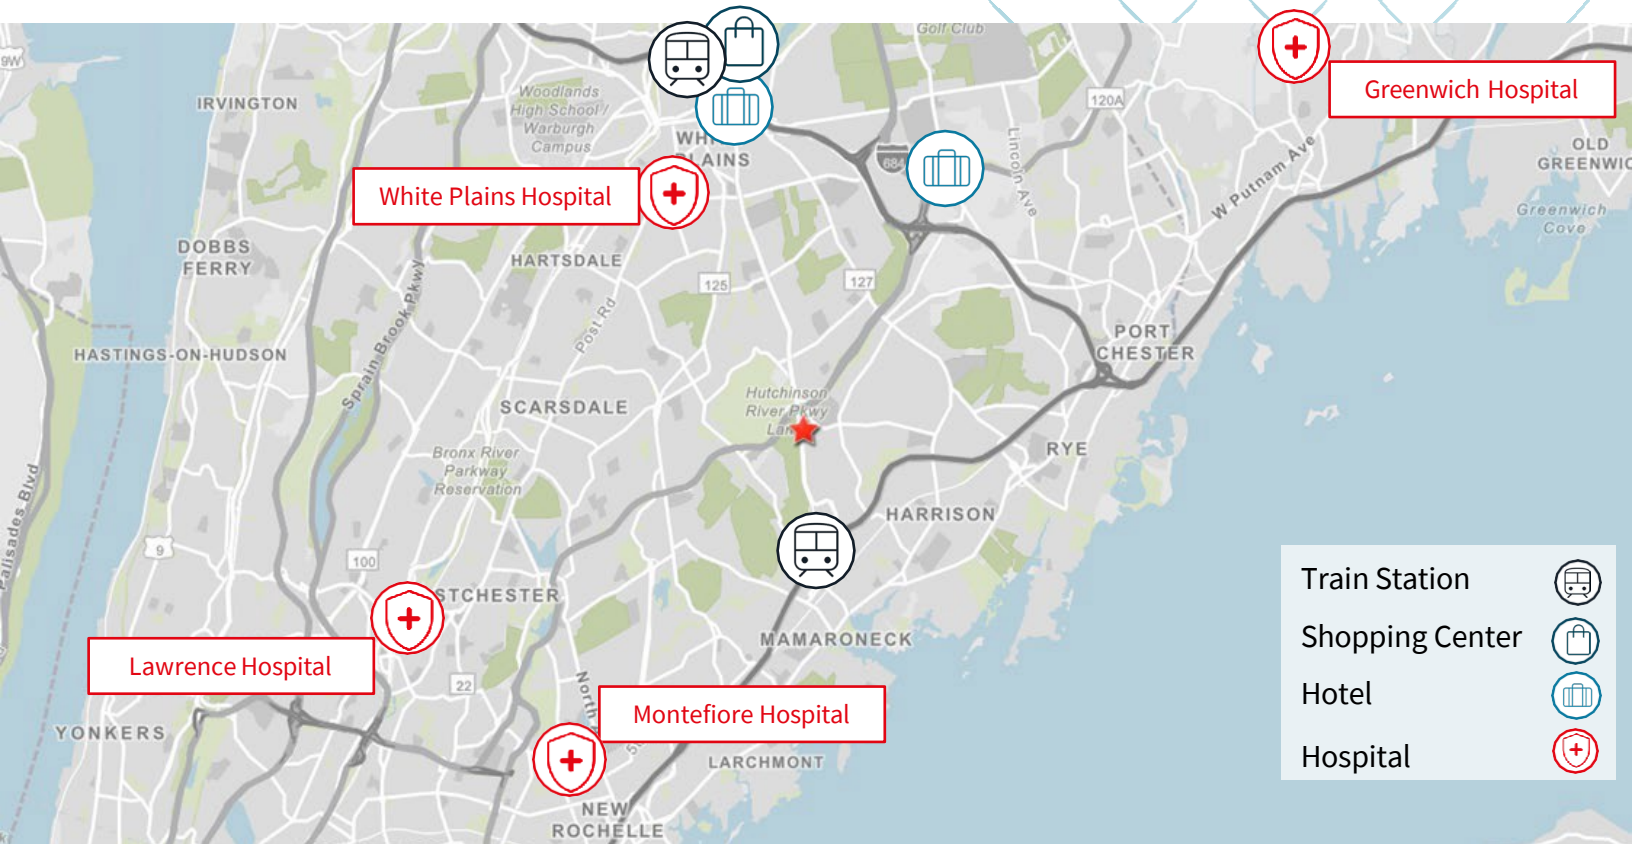 Golf Club
9W
Greenwich Hospital
IRVINGTON
Woodlands
High School /
Warburgh
Campus
120A
WH
PLAINS
684
Lincoln Ave
W Putnam Ave
OLD
GREENWIC
White Plains Hospital
Greenwich
Cove
DOBBS
FERRY
HARTSDALE
125
127
Sprain Brook Pkwy
Post Rd
PORT
CHESTER
HASTINGS-ON-HUDSON
Hutchinson
River Pkwy
La
SCARSDALE
Bronx River
Parkway
Reservation
RYE
Palisades Blvd
HARRISON
9
100
STCHESTER
Train Station
Shopping Center
Hotel
Hospital
MAMARONECK
Lawrence Hospital
22
North
Montefiore Hospital
YONKERS
LARCHMONT
NEW
ROCHELLE